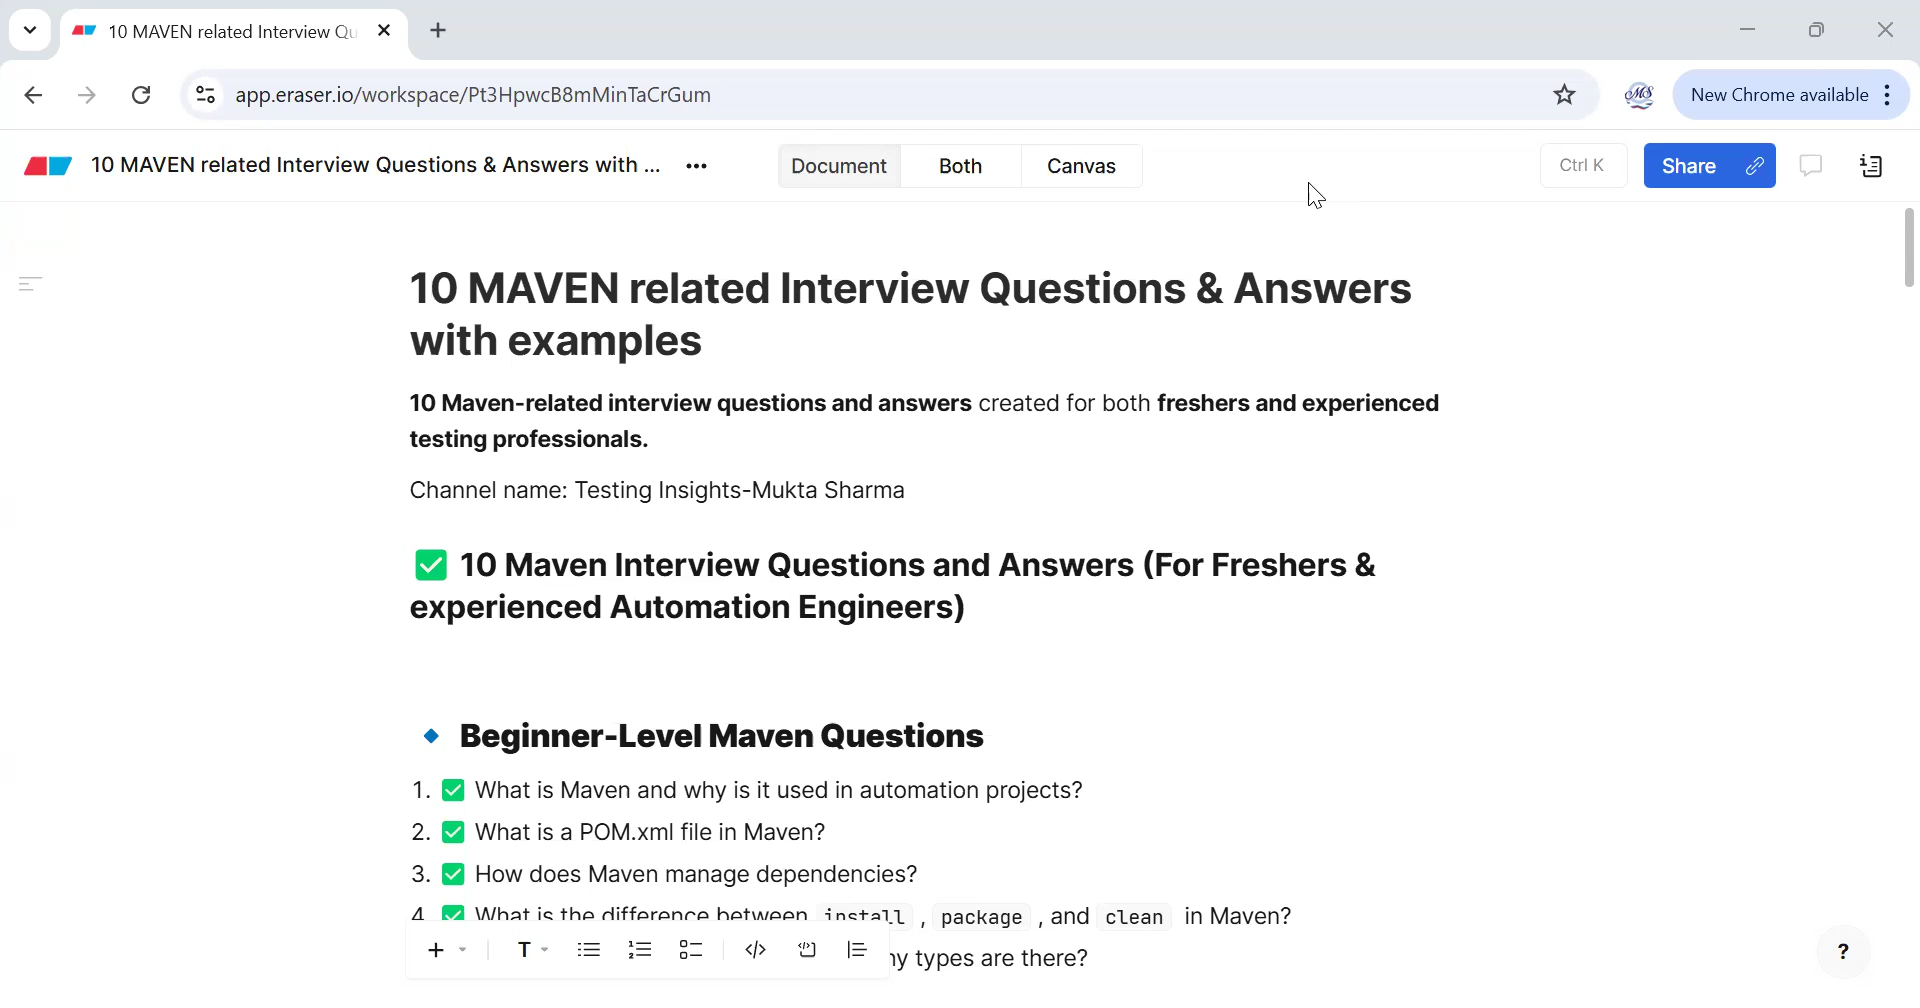 10 MAVEN related Interview Qu
app.eraser.io/workspace/Pt3HpwcB8mMinTaCrGum
New Chrome available
10 MAVEN related Interview Questions & Answers with ...
Document
Both
Canvas
Ctrl K
Share
10 MAVEN related Interview Questions & Answers
with examples
10 Maven-related interview questions and answers created for both freshers and experienced
testing professionals.
Channel name: Testing Insights-Mukta Sharma
✅ 10 Maven Interview Questions and Answers (For Freshers &
experienced Automation Engineers)
🔹 Beginner-Level Maven Questions
1. ✅ What is Maven and why is it used in automation projects?
2. ✅ What is a POM.xml file in Maven?
3. ✅ How does Maven manage dependencies?
4 ✅ What is the difference between install , package , and clean in Maven?
types are there?
T
?